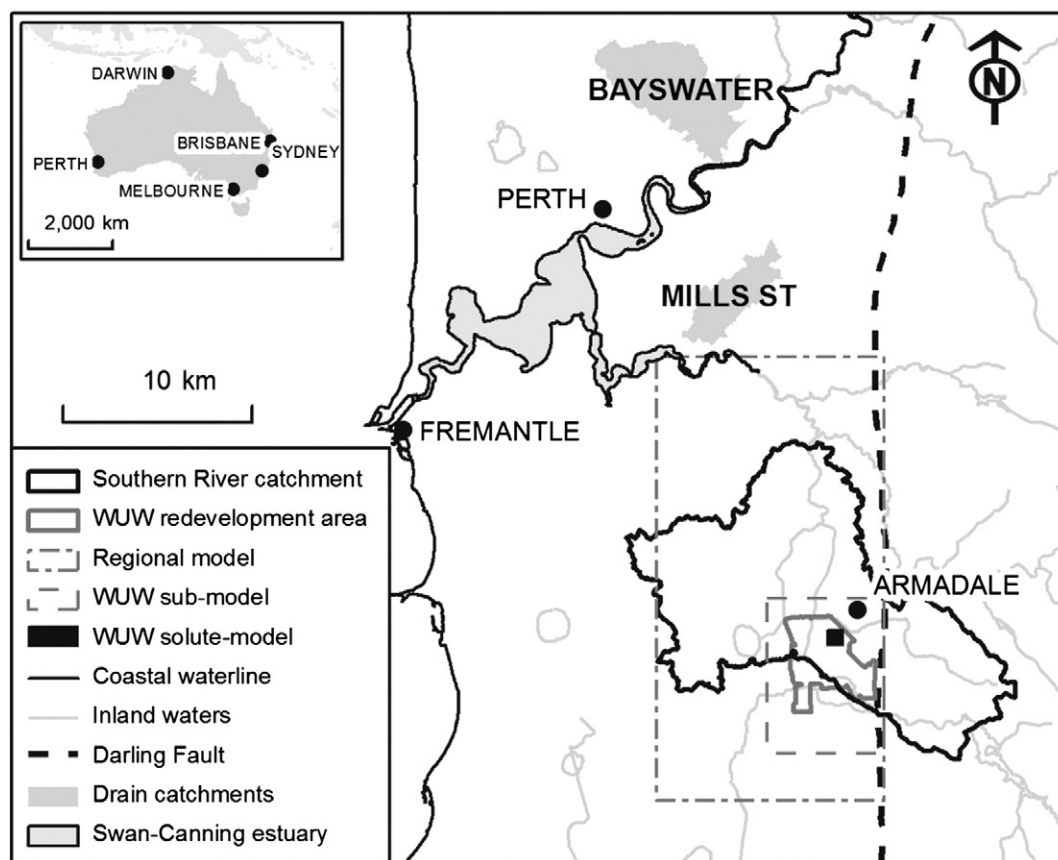 DARWIN
BRISBANE
SYDNEY
PERTH
MELBOURNE
2,000 km
BAYSWATER
N
PERTH
MILLS ST
10 km
FREMANTLE
ARMADALE
Southern River catchment
WUW redevelopment area
Regional model
WUW sub-model
WUW solute-model
Coastal waterline
Inland waters
Darling Fault
Drain catchments
Swan-Canning estuary